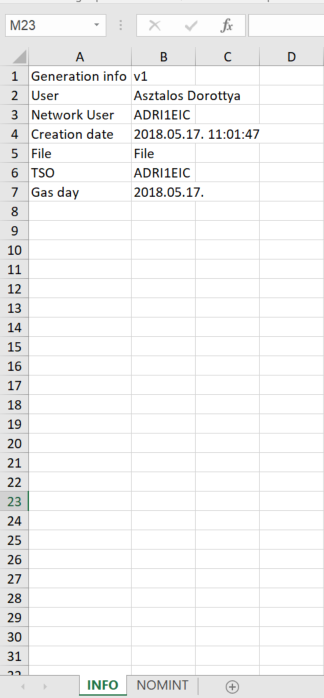 M23 fx
A B C D
1 Generation info v1
2 User Asztalos Dorottya
3 Network User ADRI1EIC
4 Creation date 2018.05.17. 11:01:47
5 File File
6 TSO ADRI1EIC
7 Gas day 2018.05.17.
8
9
10
11
12
13
14
15
16
17
18
19
20
21
22
23
24
25
26
27
28
29
30
31
INFO NOMINT